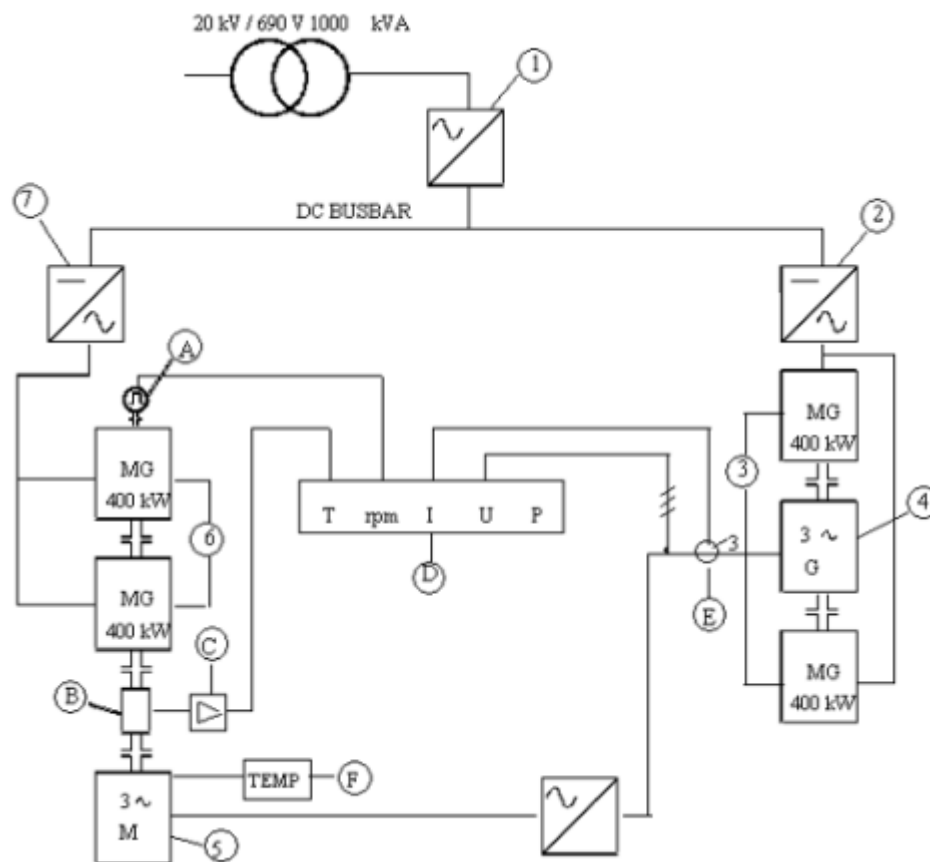 20 kV / 690 V 1000 kVA
1
7
DC BUSBAR
2
A
MG
400 kW
MG
400 kW
3
T rpm I U P
6
3 ~
G
4
3
D
MG
400 kW
E
C
MG
400 kW
B
TEMP
F
3 ~
M
5